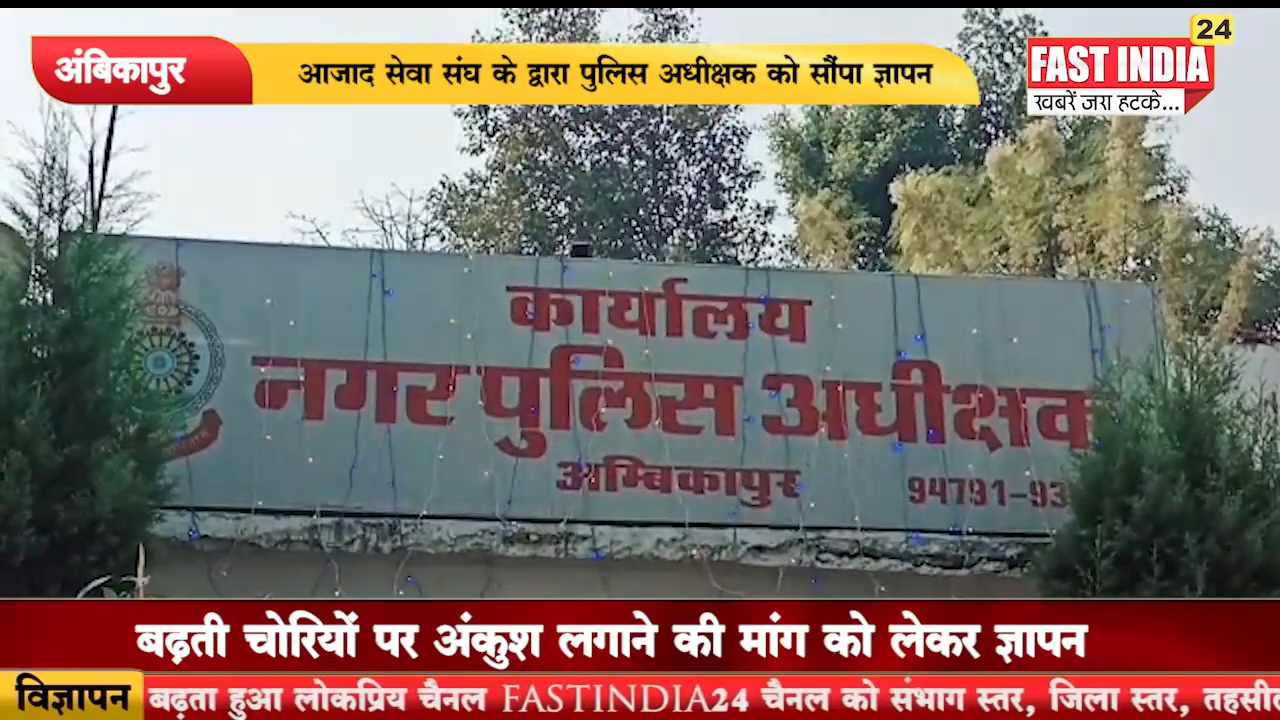 अंबिकापुर
आजाद सेवा संघ के द्वारा पुलिस अधीक्षक को सौंपा ज्ञापन
24
FAST INDIA
खबरें जरा हटके...
कार्यालय
नगर पुलिस अधीक्षक
अम्बिकापुर
94791-93
बढ़ती चोरियों पर अंकुश लगाने की मांग को लेकर ज्ञापन
विज्ञापन
बढ़ता हुआ लोकप्रिय चैनल FASTINDIA24 चैनल को संभाग स्तर, जिला स्तर, तहसील